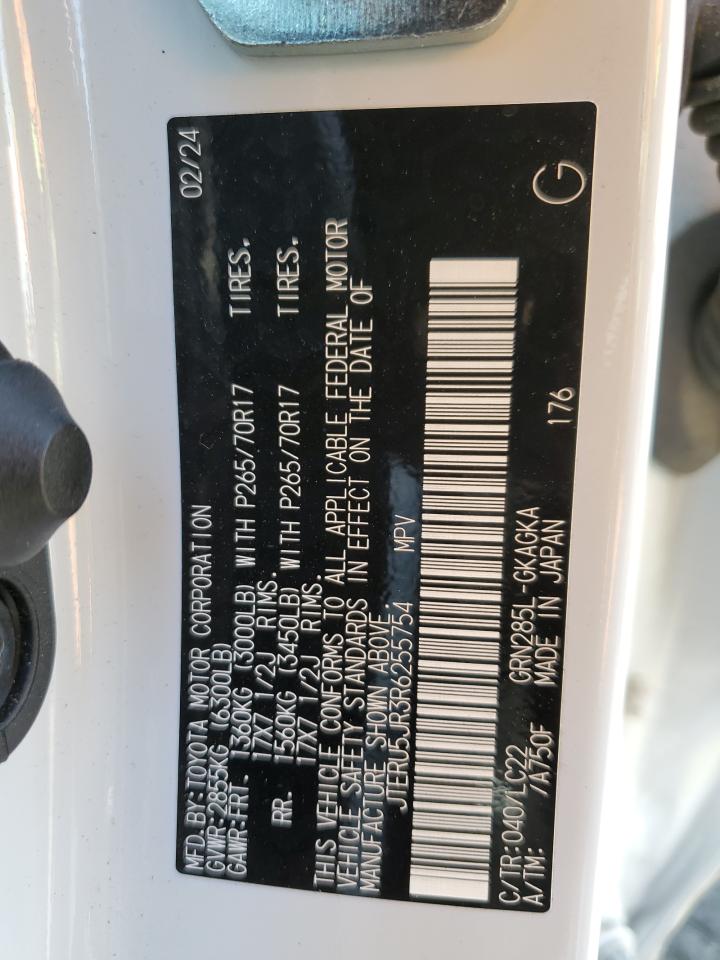 MFD BY:TOYOTA MOTOR CORPORATION 02/24
GVWR:2855KG (6300LB)
GAWR:FRT. 1360KG (3000LB) WITH P265/70R17 TIRES.
17X7 1/2J RIMS.
RR. 1560KG (3450LB) WITH P265/70R17 TIRES.
17X7 1/2J RIMS.
THIS VEHICLE CONFORMS TO ALL APPLICABLE FEDERAL MOTOR
VEHICLE SAFETY STANDARDS IN EFFECT ON THE DATE OF
MANUFACTURE SHOWN ABOVE.
JTERU5JR3R6255754 MPV
C/TR:040/LC22 GRN285L-GKAGKA 176 G
A/TM: /A750F MADE IN JAPAN